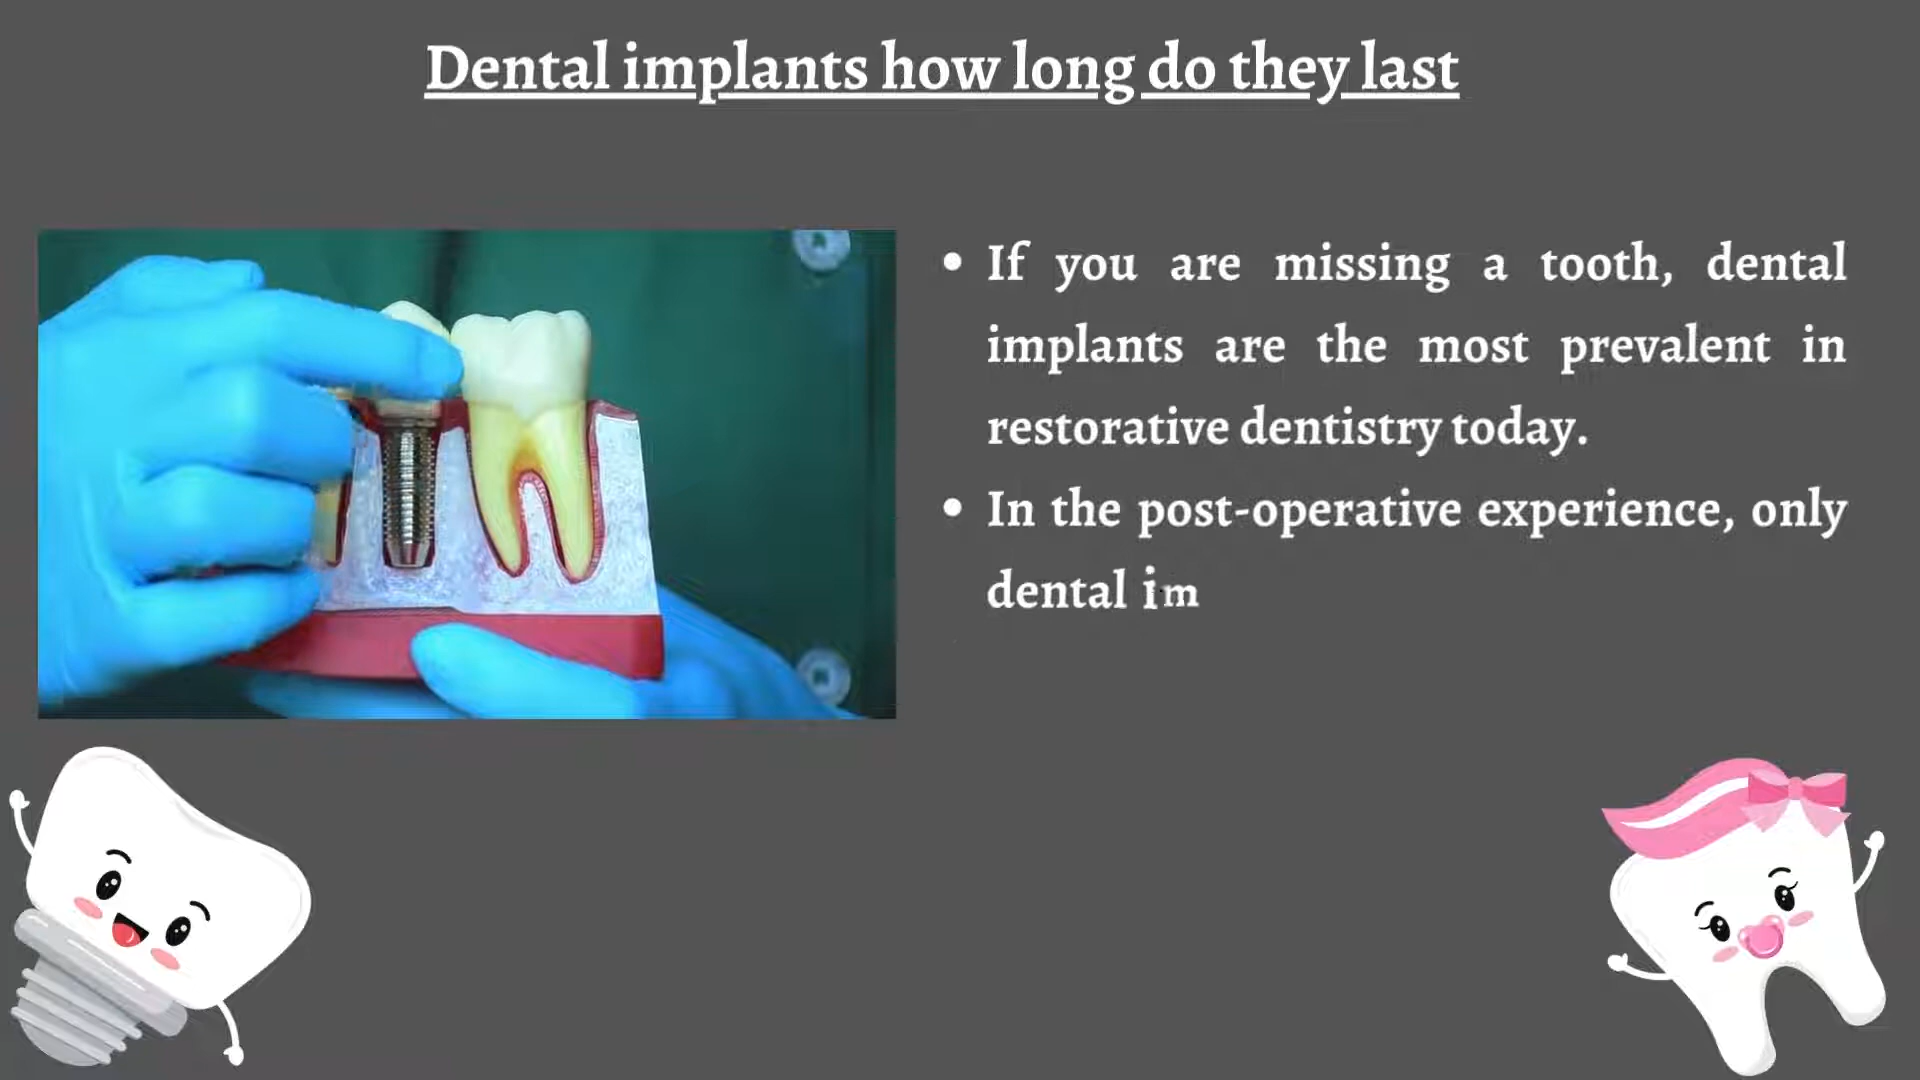 Dental implants how long do they last
• If you are missing a tooth, dental
implants are the most prevalent in
restorative dentistry today.
• In the post-operative experience, only
dental im